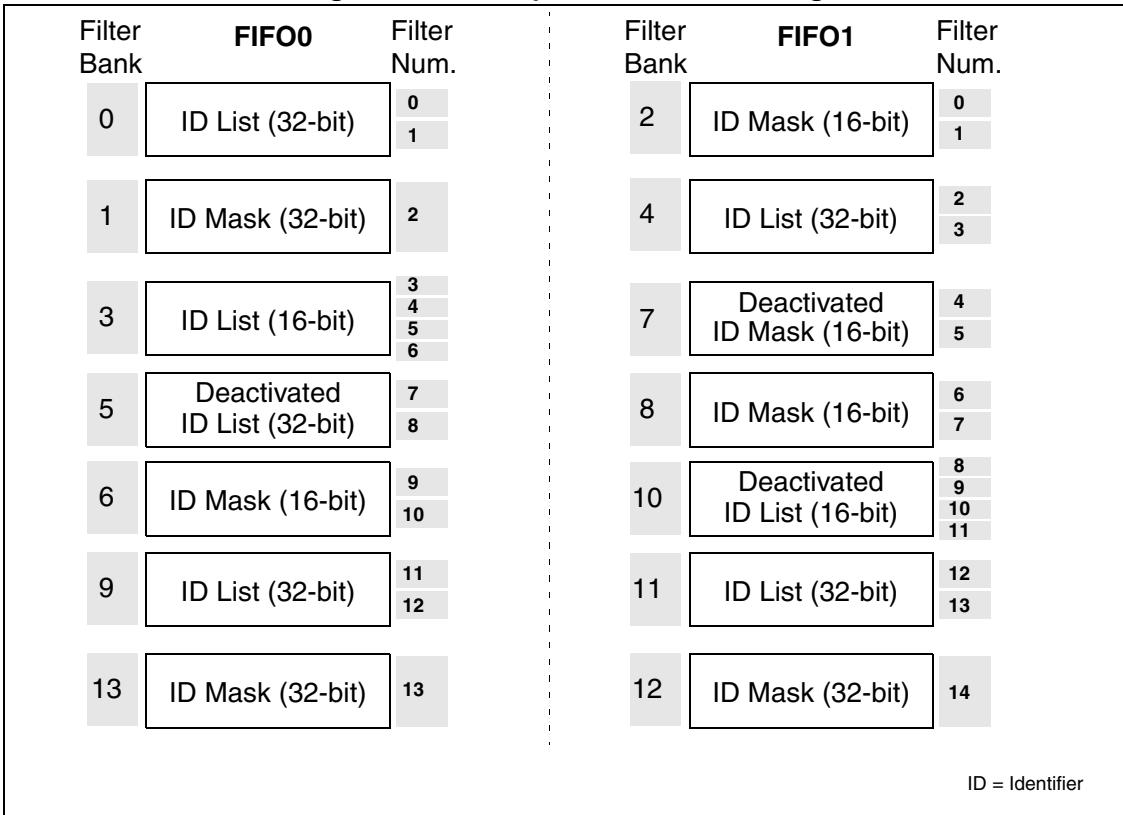 Filter Bank FIFO0 Filter Num.
0 ID List (32-bit) 0 1
1 ID Mask (32-bit) 2
3 ID List (16-bit) 3 4 5 6
5 Deactivated ID List (32-bit) 7 8
6 ID Mask (16-bit) 9 10
9 ID List (32-bit) 11 12
13 ID Mask (32-bit) 13
Filter Bank FIFO1 Filter Num.
2 ID Mask (16-bit) 0 1
4 ID List (32-bit) 2 3
7 Deactivated ID Mask (16-bit) 4 5
8 ID Mask (16-bit) 6 7
10 Deactivated ID List (16-bit) 8 9 10 11
11 ID List (32-bit) 12 13
12 ID Mask (32-bit) 14
ID = Identifier